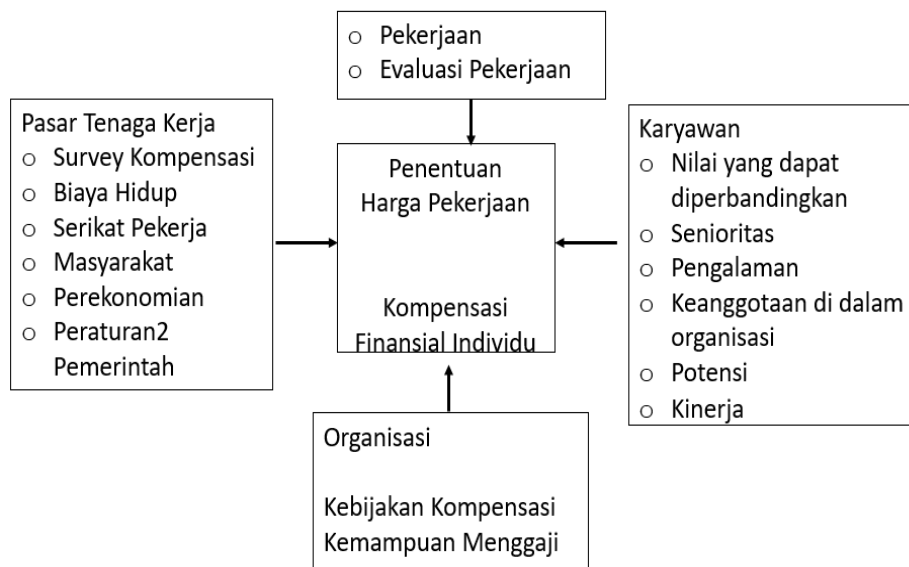 o Pekerjaan
o Evaluasi Pekerjaan
Pasar Tenaga Kerja
o Survey Kompensasi
o Biaya Hidup
o Serikat Pekerja
o Masyarakat
o Perekonomian
o Peraturan2
Pemerintah
Penentuan
Harga Pekerjaan
Kompensasi
Finansial Individu
Karyawan
o Nilai yang dapat
diperbandingkan
o Senioritas
o Pengalaman
o Keanggotaan di dalam
organisasi
o Potensi
o Kinerja
Organisasi
Kebijakan Kompensasi
Kemampuan Menggaji